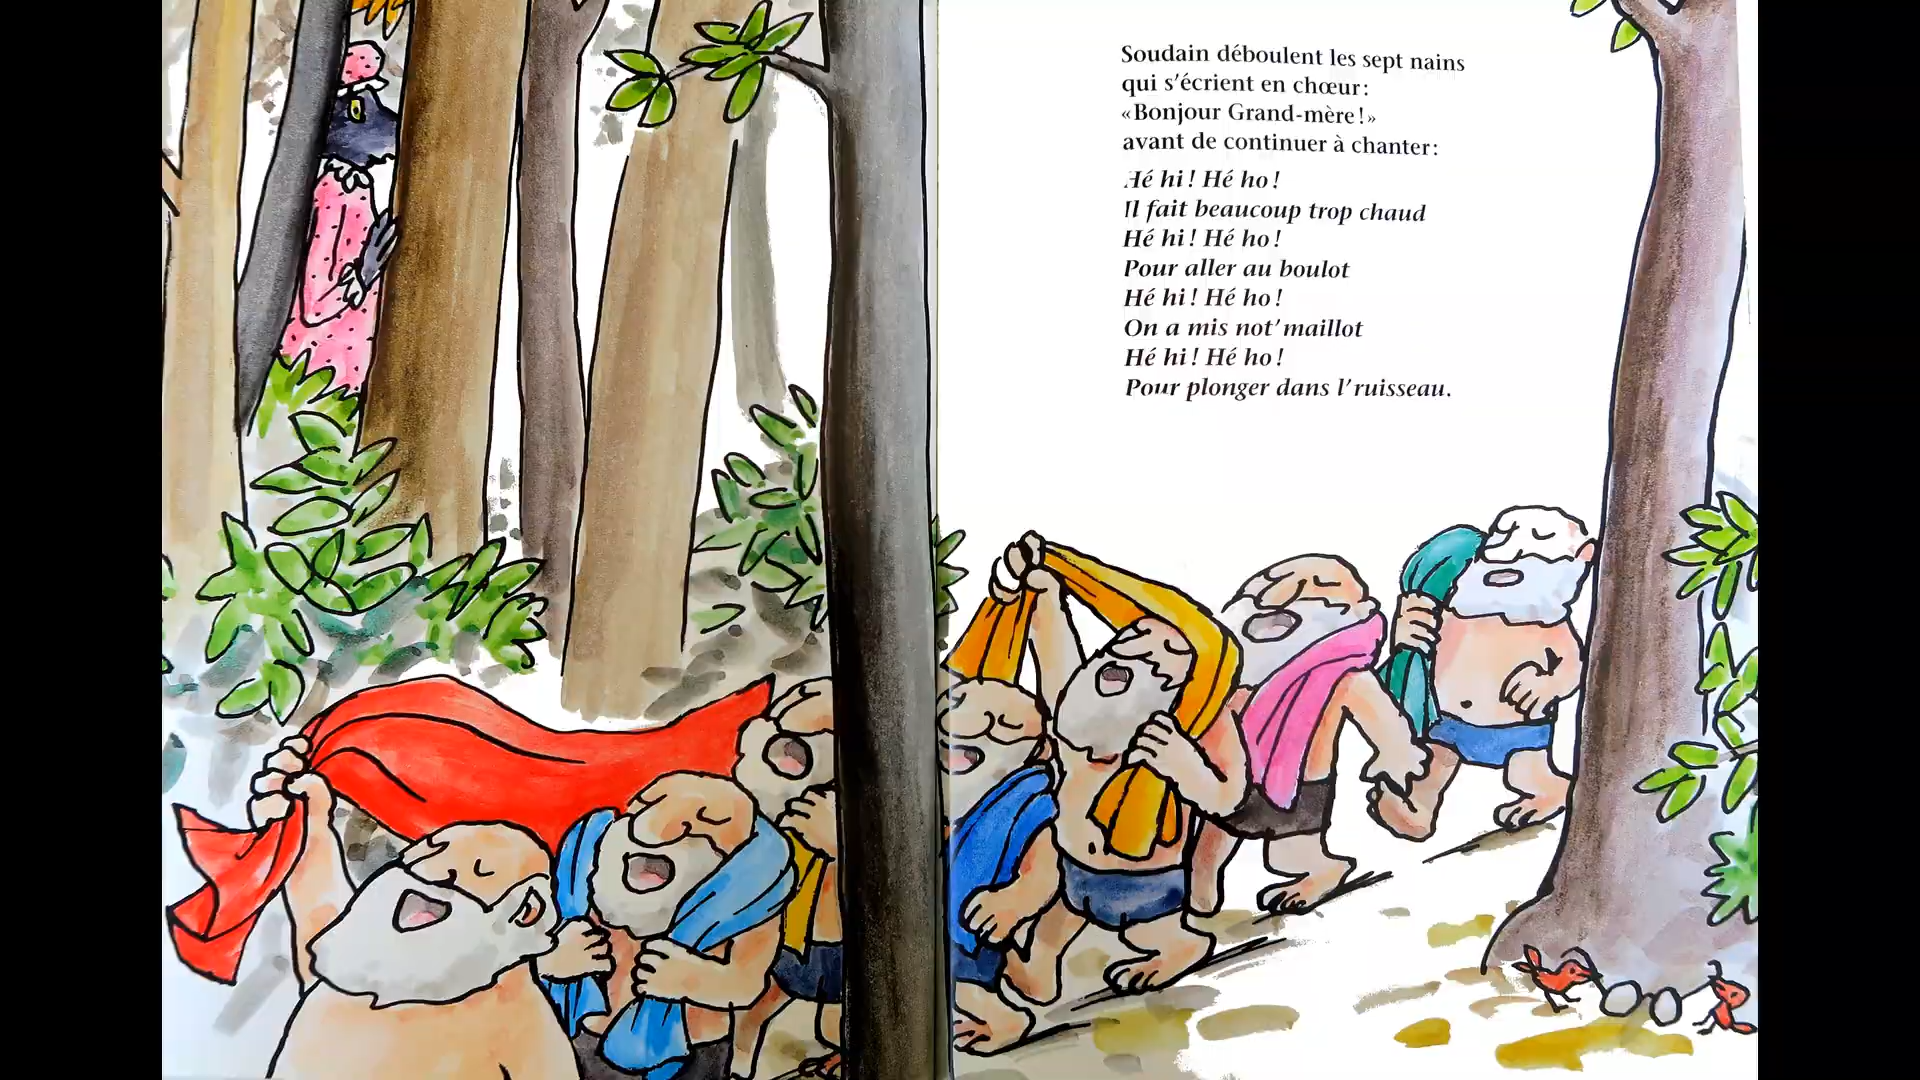 Soudain déboulent les sept nains
qui s'écrient en chœur :
«Bonjour Grand-mère !»
avant de continuer à chanter :
Hé hi ! Hé ho !
Il fait beaucoup trop chaud
Hé hi ! Hé ho !
Pour aller au boulot
Hé hi ! Hé ho !
On a mis not' maillot
Hé hi ! Hé ho !
Pour plonger dans l'ruisseau.